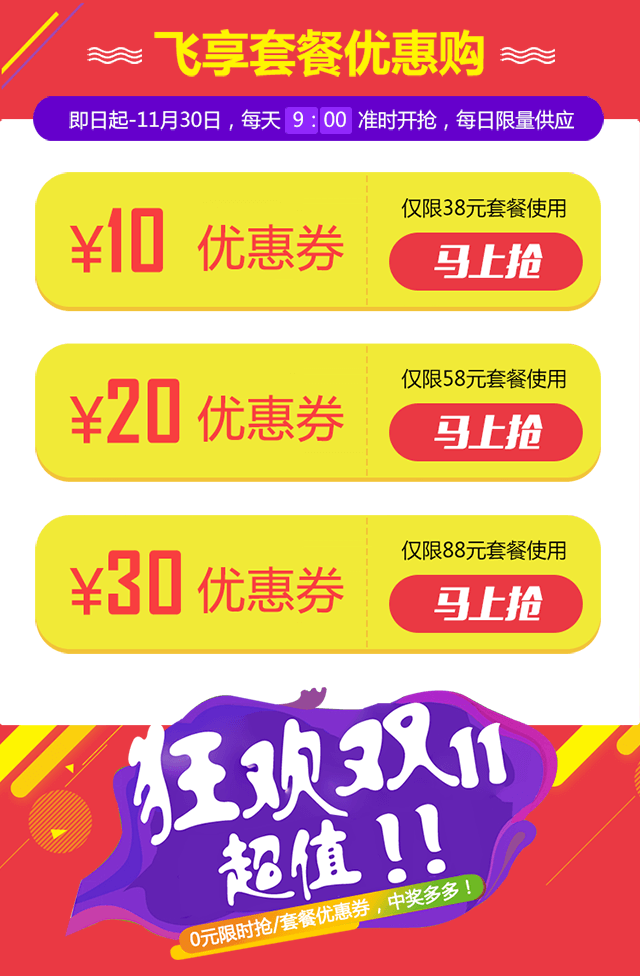 飞享套餐优惠购
即日起-11月30日，每天 9：00 准时开抢，每日限量供应
¥10 优惠券
仅限38元套餐使用
马上抢
¥20 优惠券
仅限58元套餐使用
马上抢
¥30 优惠券
仅限88元套餐使用
马上抢
狂欢双11
超值！！
0元限时抢/套餐优惠券，中奖多多！